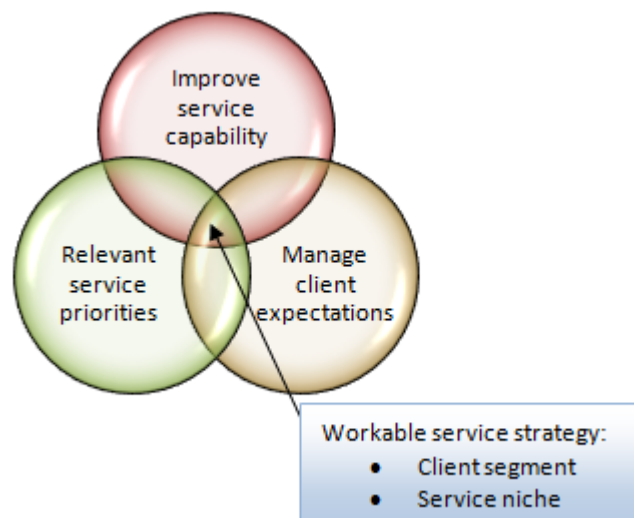 Improve
service
capability
Relevant
service
priorities
Manage
client
expectations
Workable service strategy:
• Client segment
• Service niche